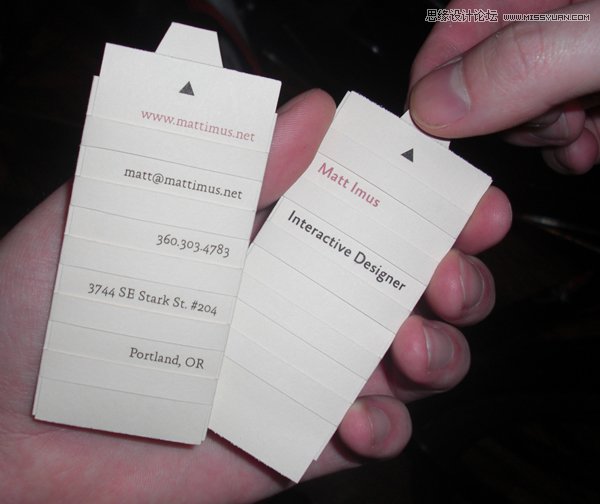 思缘设计论坛 WWW.MISSYUAN.COM
www.mattimus.net
matt@mattimus.net
360.303.4783
3744 SE Stark St. #204
Portland, OR
Matt Imus
Interactive Designer